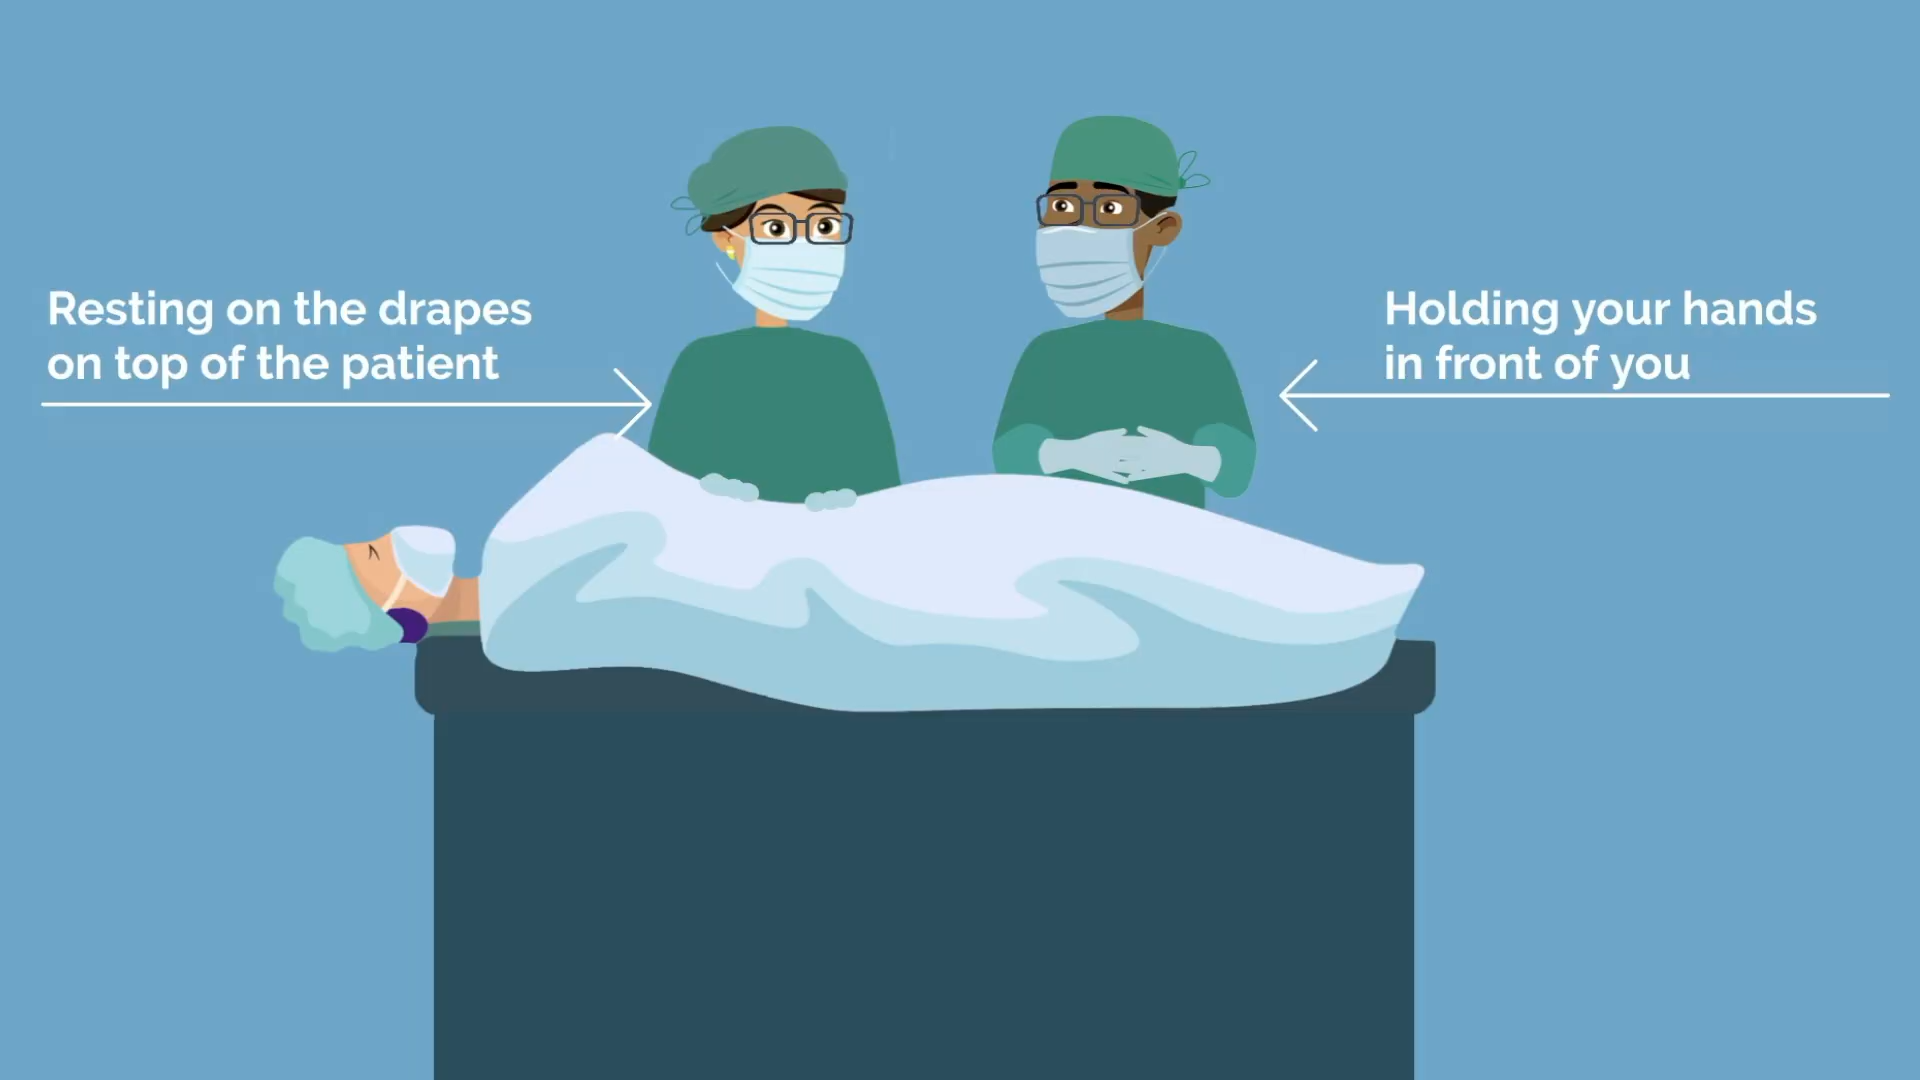 Resting on the drapes
on top of the patient
Holding your hands
in front of you